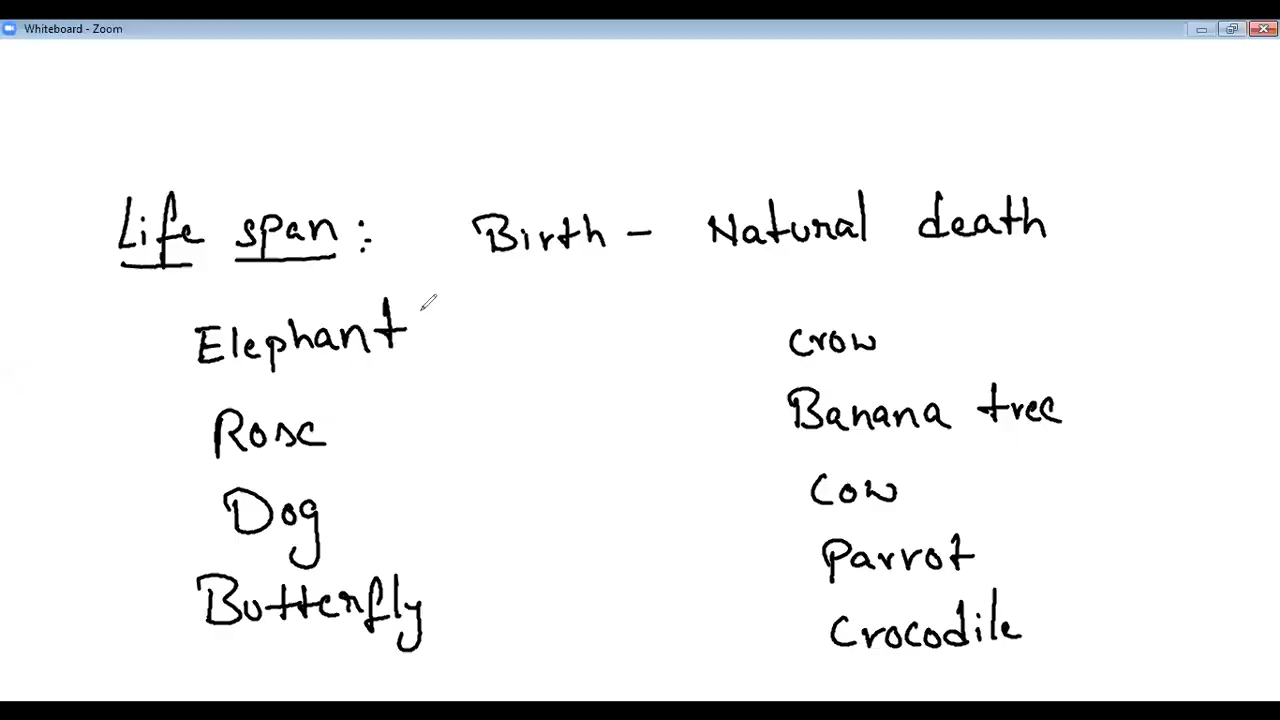 Whiteboard - Zoom
Life span : Birth - Natural death
Elephant
Rose
Dog
Butterfly
Crow
Banana tree
Cow
Parrot
Crocodile